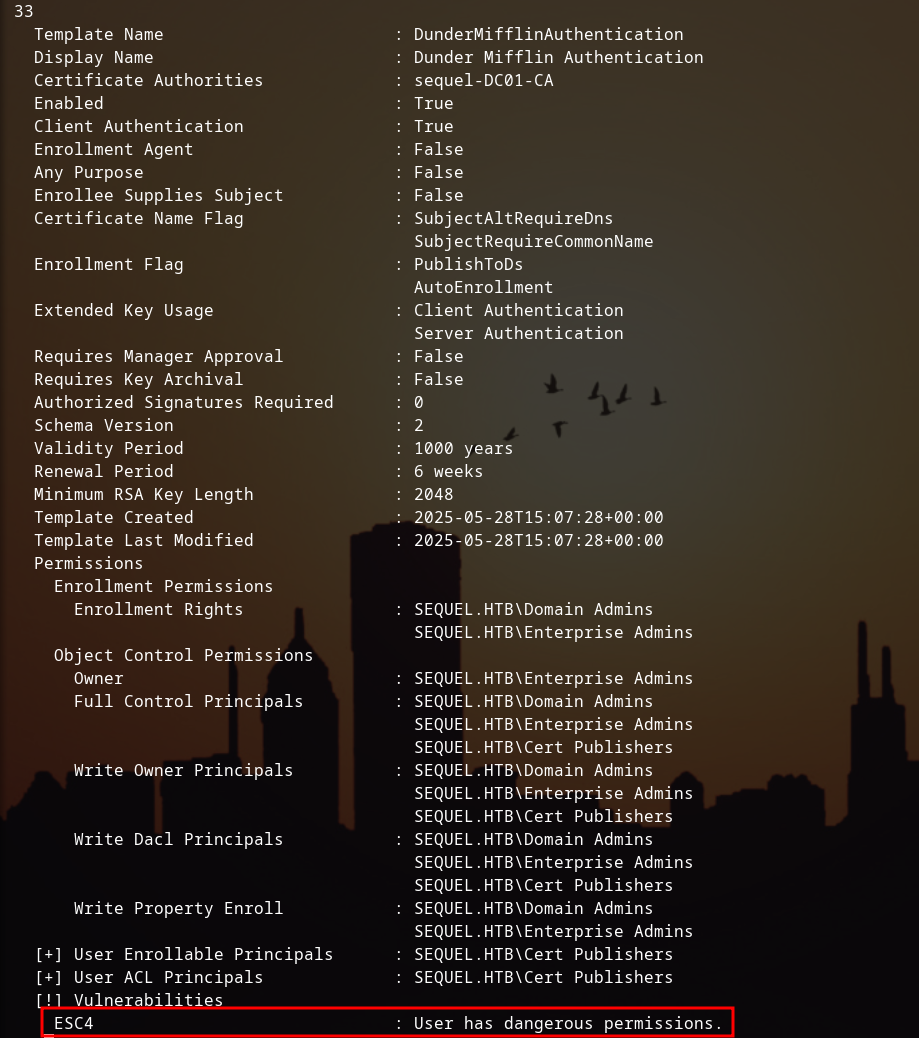 33
Template Name : DunderMifflinAuthentication
Display Name : Dunder Mifflin Authentication
Certificate Authorities : sequel-DC01-CA
Enabled : True
Client Authentication : True
Enrollment Agent : False
Any Purpose : False
Enrollee Supplies Subject : False
Certificate Name Flag : SubjectAltRequireDns
SubjectRequireCommonName
Enrollment Flag : PublishToDs
AutoEnrollment
Extended Key Usage : Client Authentication
Server Authentication
Requires Manager Approval : False
Requires Key Archival : False
Authorized Signatures Required : 0
Schema Version : 2
Validity Period : 1000 years
Renewal Period : 6 weeks
Minimum RSA Key Length : 2048
Template Created : 2025-05-28T15:07:28+00:00
Template Last Modified : 2025-05-28T15:07:28+00:00
Permissions
Enrollment Permissions
Enrollment Rights : SEQUEL.HTB\Domain Admins
SEQUEL.HTB\Enterprise Admins
Object Control Permissions
Owner : SEQUEL.HTB\Enterprise Admins
Full Control Principals : SEQUEL.HTB\Domain Admins
SEQUEL.HTB\Enterprise Admins
SEQUEL.HTB\Cert Publishers
Write Owner Principals : SEQUEL.HTB\Domain Admins
SEQUEL.HTB\Enterprise Admins
SEQUEL.HTB\Cert Publishers
Write Dacl Principals : SEQUEL.HTB\Domain Admins
SEQUEL.HTB\Enterprise Admins
SEQUEL.HTB\Cert Publishers
Write Property Enroll : SEQUEL.HTB\Domain Admins
SEQUEL.HTB\Enterprise Admins
[+] User Enrollable Principals : SEQUEL.HTB\Cert Publishers
[+] User ACL Principals : SEQUEL.HTB\Cert Publishers
[!] Vulnerabilities
ESC4 : User has dangerous permissions.